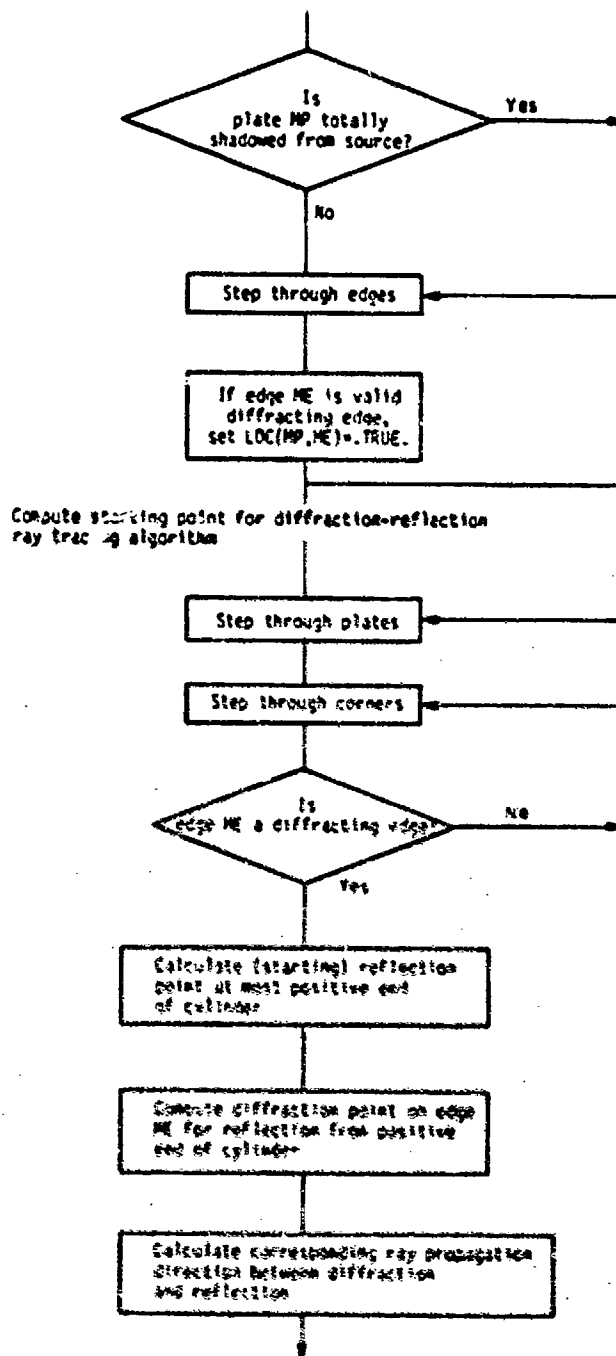 Is
plate MP totally
shadowed from source?
Yes
No
Step through edges
If edge ME is valid
diffracting edge,
set LOC(MP,ME)=.TRUE.
Compute starting point for diffraction-reflection
ray tracing algorithm
Step through plates
Step through corners
Is
edge ME a diffracting edge?
No
Yes
Calculate (starting) reflection
point at most positive end
of cylinder
Compute diffraction point on edge
ME for reflection from positive
end of cylinder
Calculate corresponding ray propagation
direction between diffraction
and reflection